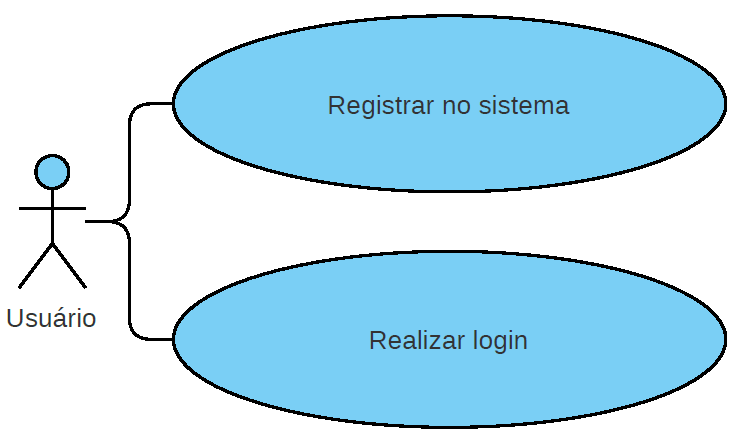 Registrar no sistema
Usuário
Realizar login